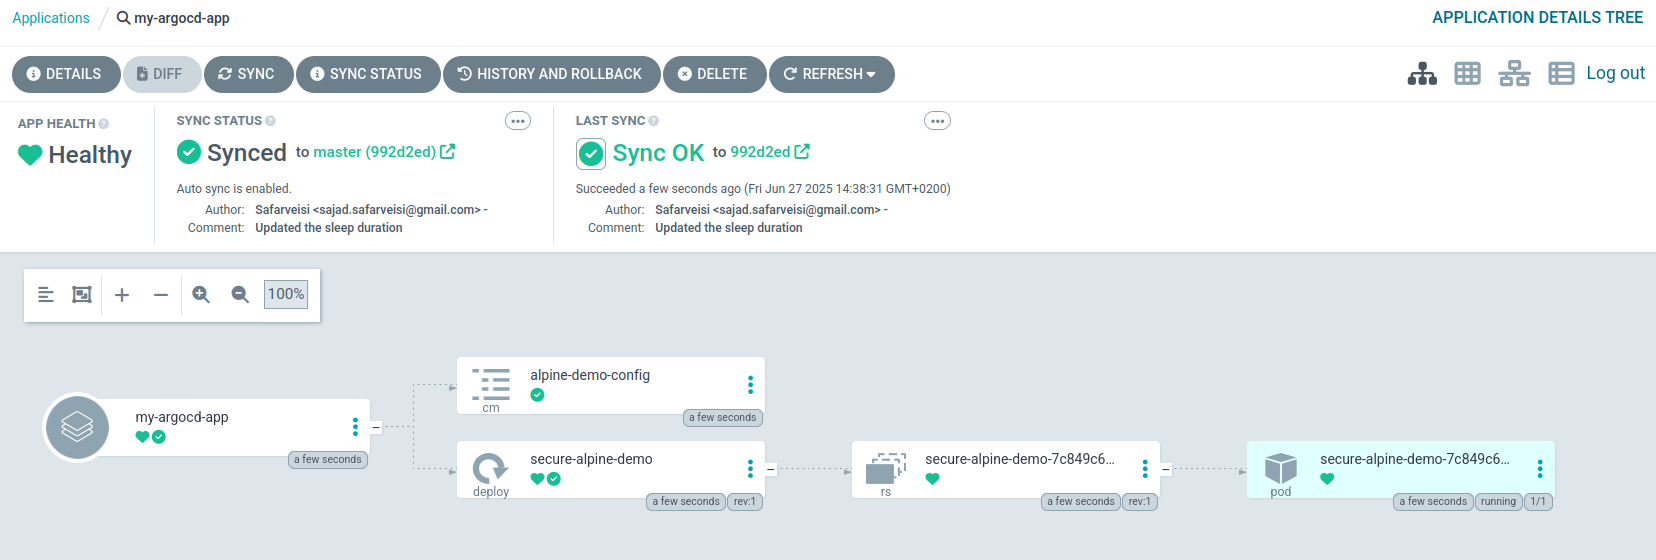 Applications / my-argocd-app
APPLICATION DETAILS TREE
DETAILS DIFF SYNC SYNC STATUS HISTORY AND ROLLBACK DELETE REFRESH
Log out
APP HEALTH
Healthy
SYNC STATUS
Synced to master (992d2ed)
Auto sync is enabled.
Author: Safarveisi <sajad.safarveisi@gmail.com> -
Comment: Updated the sleep duration
LAST SYNC
Sync OK to 992d2ed
Succeeded a few seconds ago (Fri Jun 27 2025 14:38:31 GMT+0200)
Author: Safarveisi <sajad.safarveisi@gmail.com> -
Comment: Updated the sleep duration
100%
my-argocd-app
a few seconds
alpine-demo-config
cm
a few seconds
secure-alpine-demo
deploy
a few seconds rev:1
secure-alpine-demo-7c849c6...
rs
a few seconds rev:1
secure-alpine-demo-7c849c6...
pod
a few seconds running 1/1